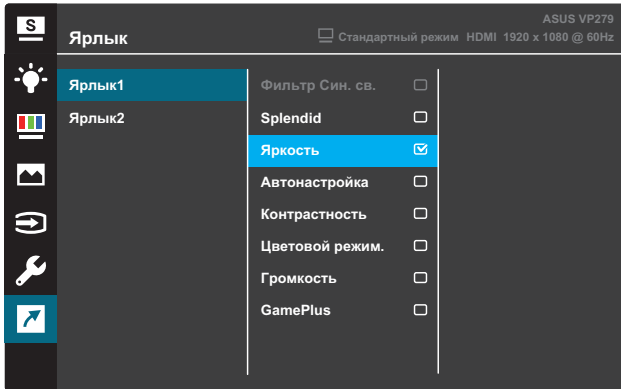 S
ASUS VP279
Ярлык
Стандартный режим HDMI 1920 x 1080 @ 60Hz
Ярлык1
Ярлык2
Фильтр Син. св.
Splendid
Яркость
Автонастройка
Контрастность
Цветовой режим.
Громкость
GamePlus